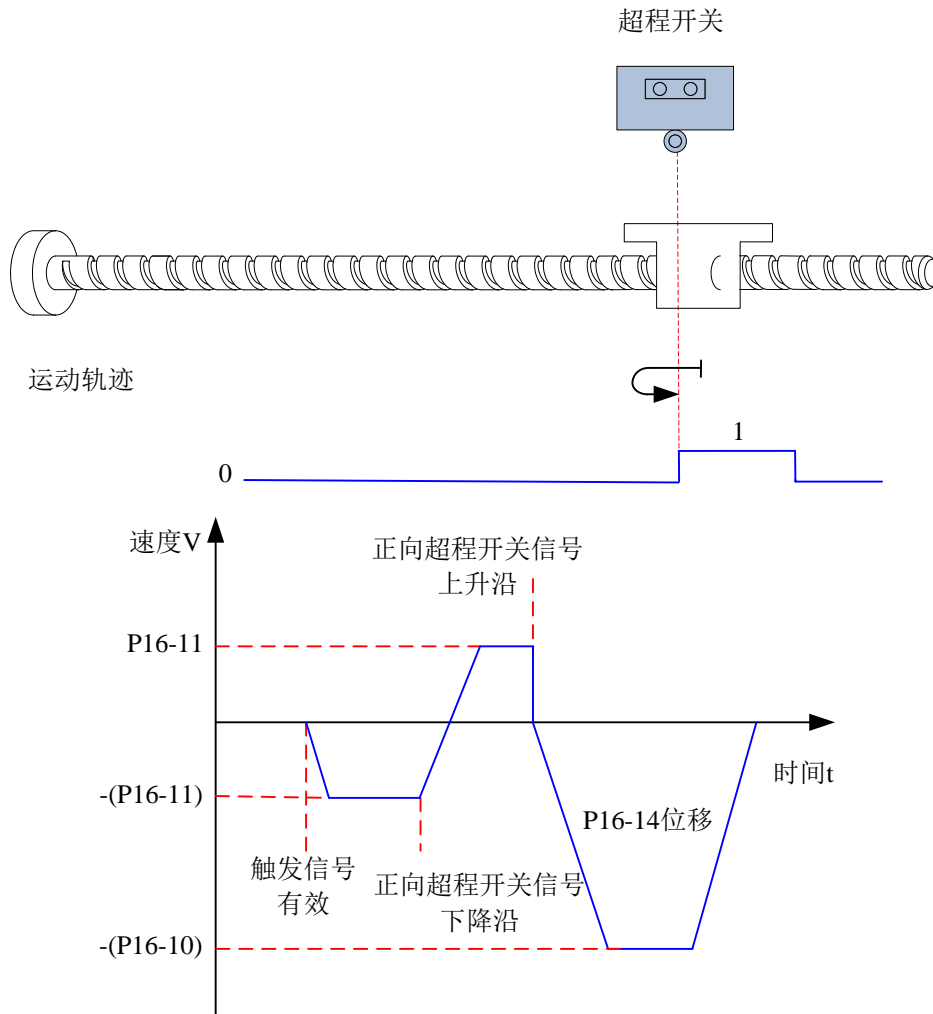 超程开关
运动轨迹
1
0
速度V
正向超程开关信号
上升沿
P16-11
时间t
-(P16-11)
P16-14位移
触发信号
有效
正向超程开关信号
下降沿
-(P16-10)